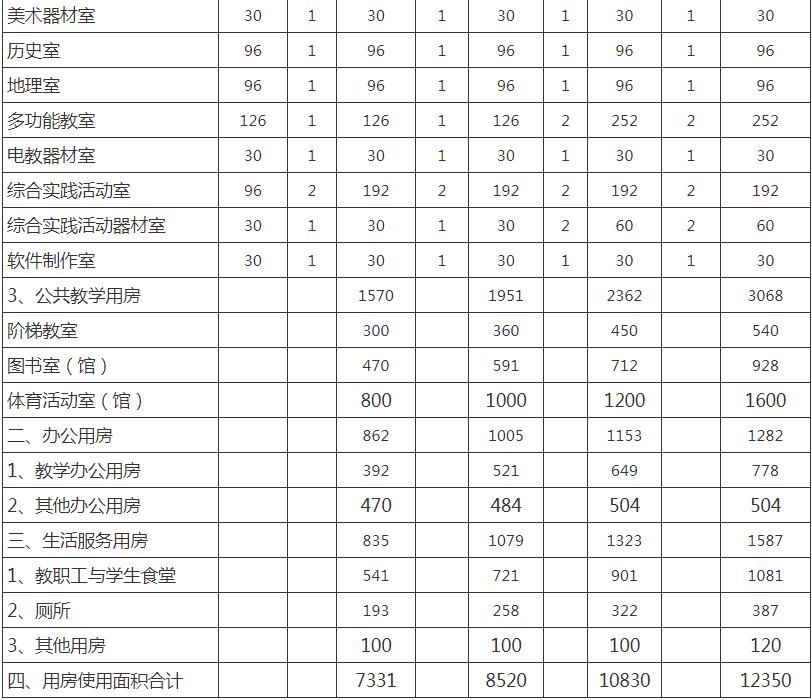 美术器材室 30 1 30 1 30 1 30 1 30
历史室 96 1 96 1 96 1 96 1 96
地理室 96 1 96 1 96 1 96 1 96
多功能教室 126 1 126 1 126 2 252 2 252
电教器材室 30 1 30 1 30 1 30 1 30
综合实践活动室 96 2 192 2 192 2 192 2 192
综合实践活动器材室 30 1 30 1 30 2 60 2 60
软件制作室 30 1 30 1 30 1 30 1 30
3、公共教学用房 1570 1951 2362 3068
阶梯教室 300 360 450 540
图书室（馆） 470 591 712 928
体育活动室（馆） 800 1000 1200 1600
二、办公用房 862 1005 1153 1282
1、教学办公用房 392 521 649 778
2、其他办公用房 470 484 504 504
三、生活服务用房 835 1079 1323 1587
1、教职工与学生食堂 541 721 901 1081
2、厕所 193 258 322 387
3、其他用房 100 100 100 120
四、用房使用面积合计 7331 8520 10830 12350